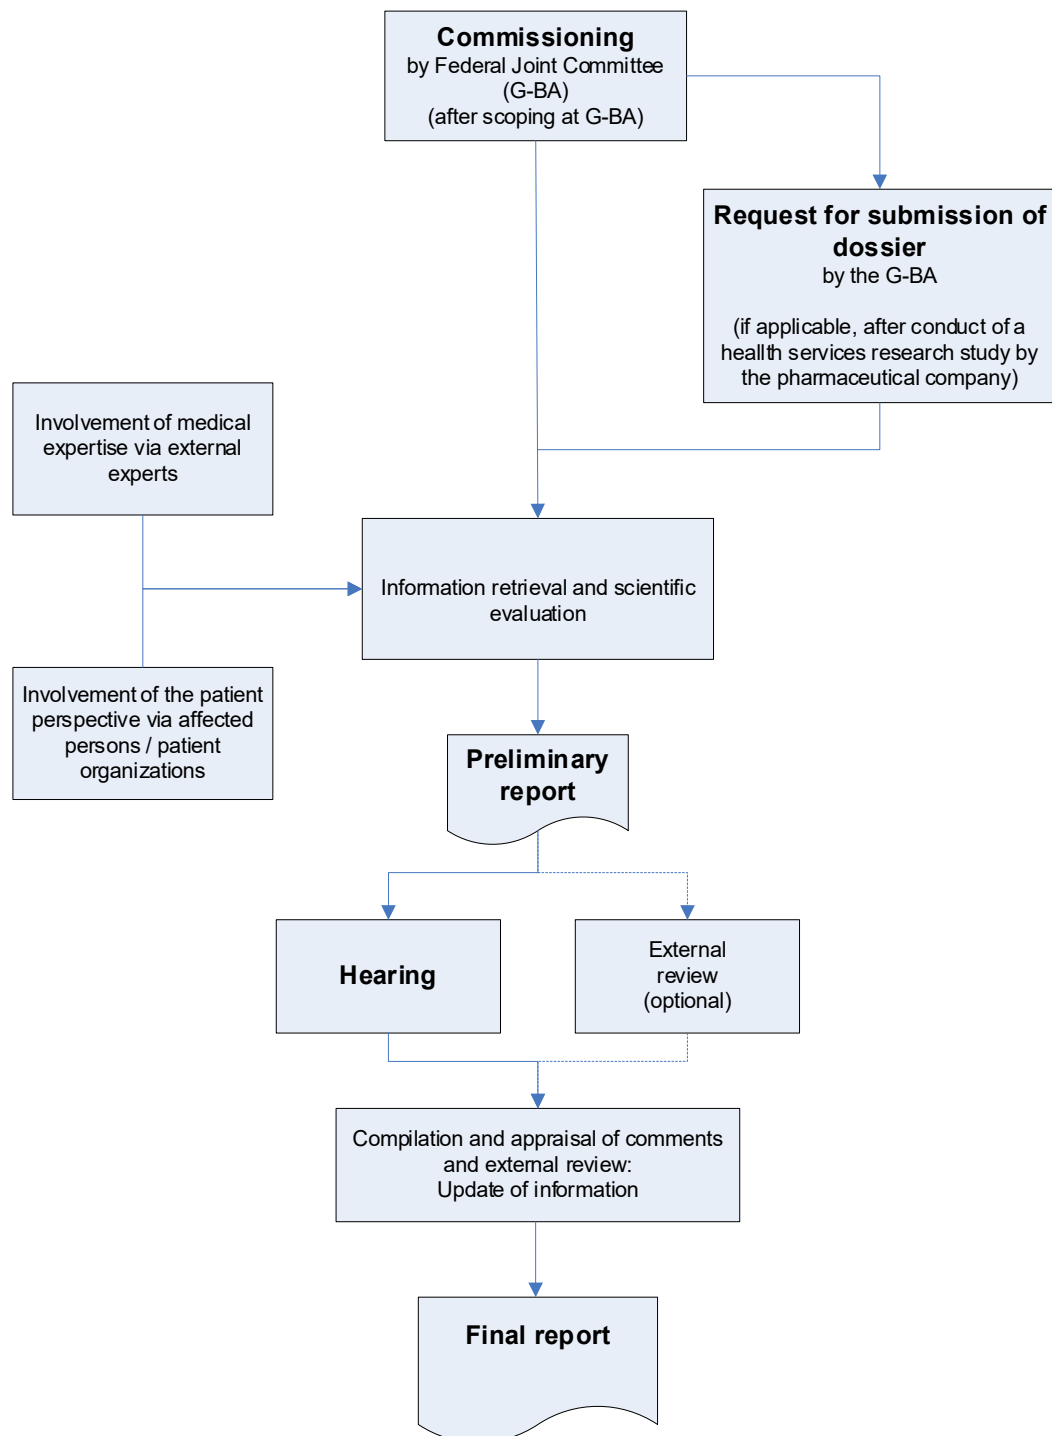 Commissioning
by Federal Joint Committee
(G-BA)
(after scoping at G-BA)
Request for submission of
dossier
by the G-BA
(if applicable, after conduct of a
heallth services research study by
the pharmaceutical company)
Involvement of medical
expertise via external
experts
Information retrieval and scientific
evaluation
Involvement of the patient
perspective via affected
persons / patient
organizations
Preliminary
report
Hearing
External
review
(optional)
Compilation and appraisal of comments
and external review:
Update of information
Final report